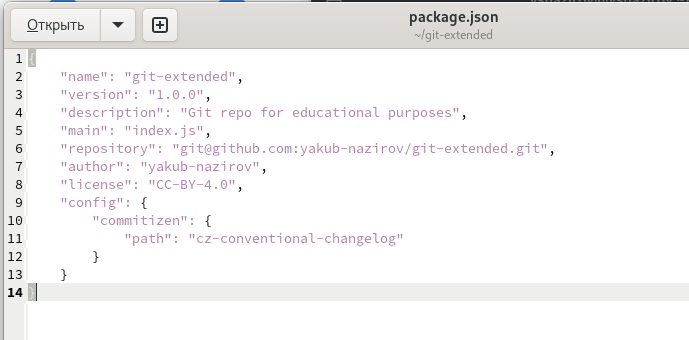 Открыть
package.json
~/git-extended
1 {
2     "name": "git-extended",
3     "version": "1.0.0",
4     "description": "Git repo for educational purposes",
5     "main": "index.js",
6     "repository": "git@github.com:yakub-nazirov/git-extended.git",
7     "author": "yakub-nazirov",
8     "license": "CC-BY-4.0",
9     "config": {
10         "commitizen": {
11             "path": "cz-conventional-changelog"
12         }
13     }
14 }